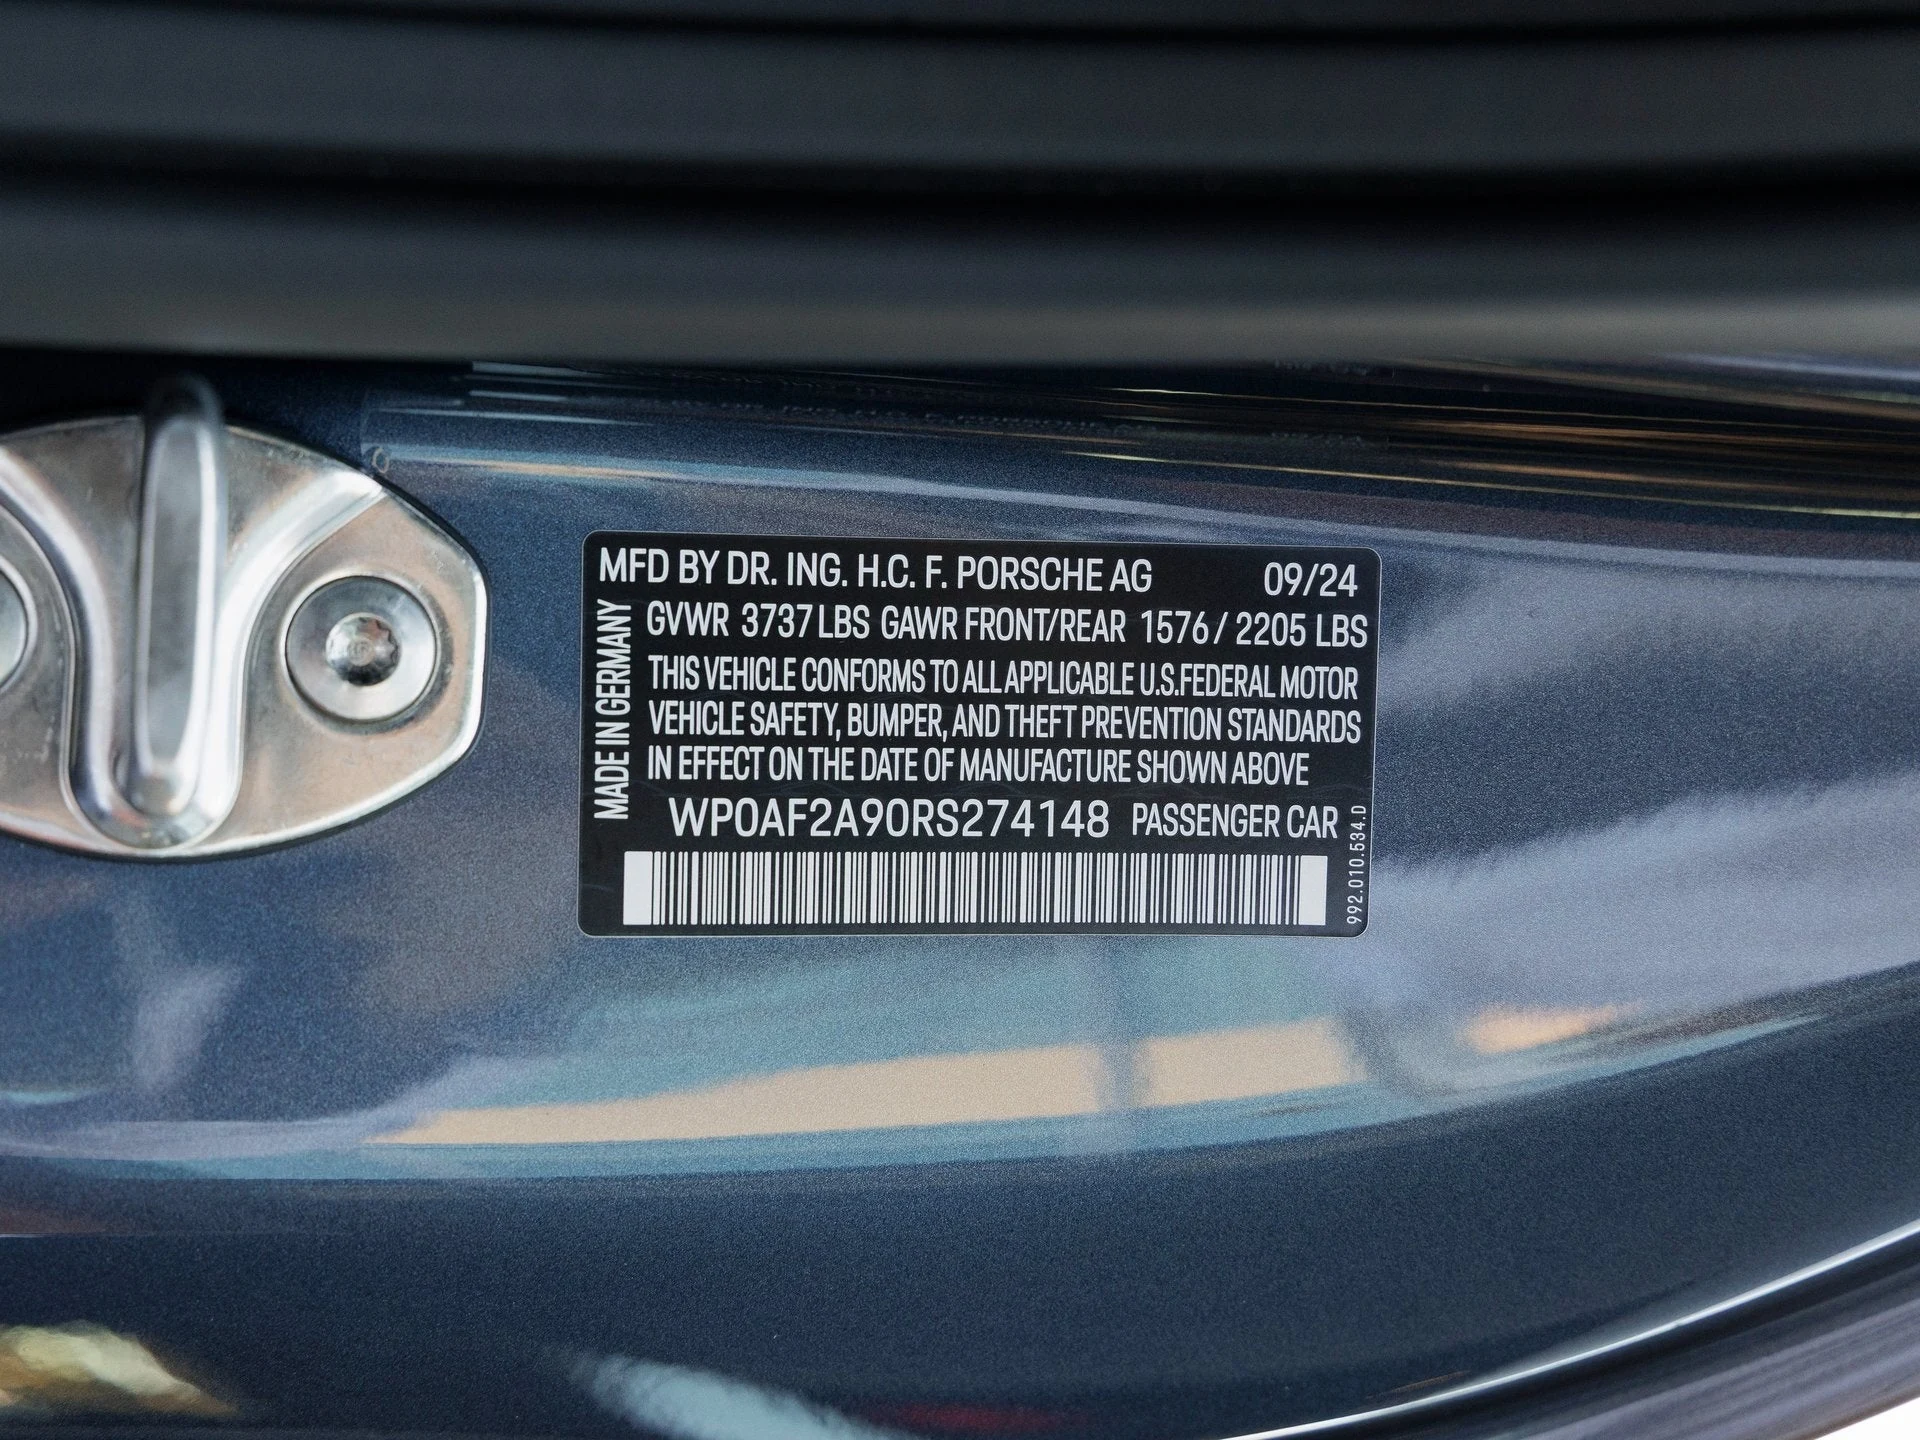 MFD BY DR. ING. H.C. F. PORSCHE AG 09/24
GVWR 3737 LBS GAWR FRONT/REAR 1576 / 2205 LBS
THIS VEHICLE CONFORMS TO ALL APPLICABLE U.S.FEDERAL MOTOR
VEHICLE SAFETY, BUMPER, AND THEFT PREVENTION STANDARDS
IN EFFECT ON THE DATE OF MANUFACTURE SHOWN ABOVE
WP0AF2A90RS274148 PASSENGER CAR
MADE IN GERMANY
992.010.534.D